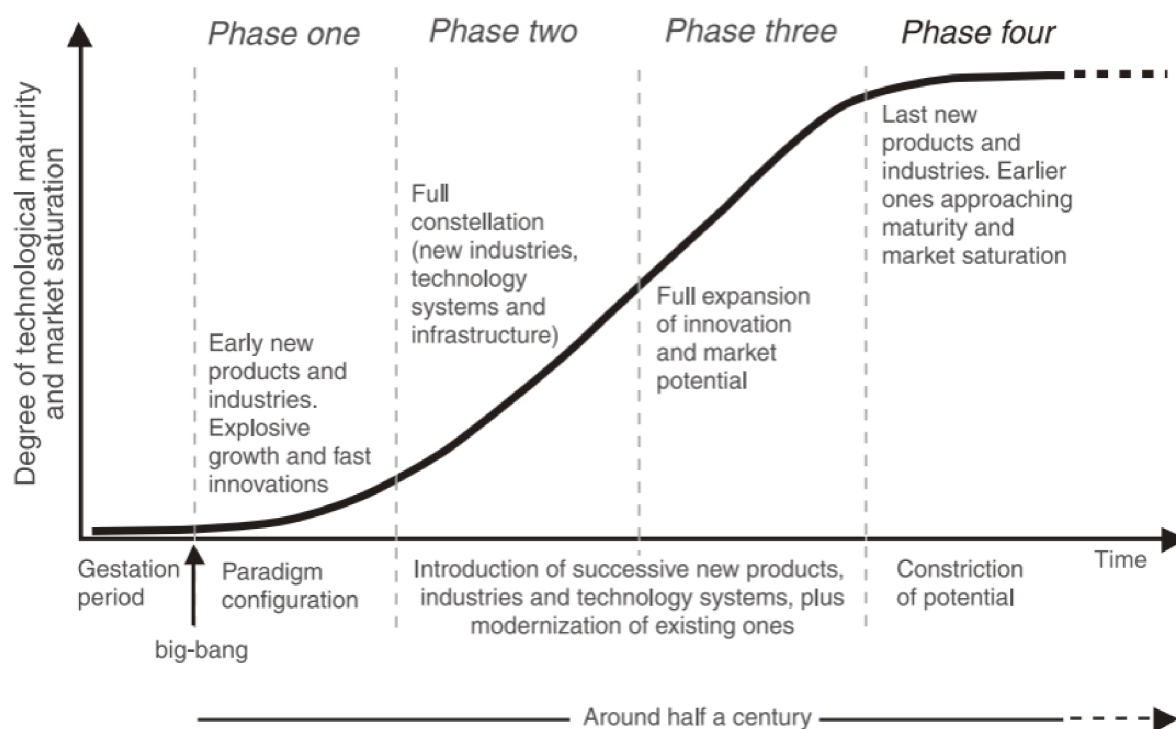 Phase one
Phase two
Phase three
Phase four
Degree of technological maturity
and market saturation
Early new
products and
industries.
Explosive
growth and fast
innovations
Full
constellation
(new industries,
technology
systems and
infrastructure)
Full expansion
of innovation
and market
potential
Last new
products and
industries. Earlier
ones approaching
maturity and
market saturation
Time
Gestation
period
big-bang
Paradigm
configuration
Introduction of successive new products,
industries and technology systems, plus
modernization of existing ones
Constriction
of potential
Around half a century